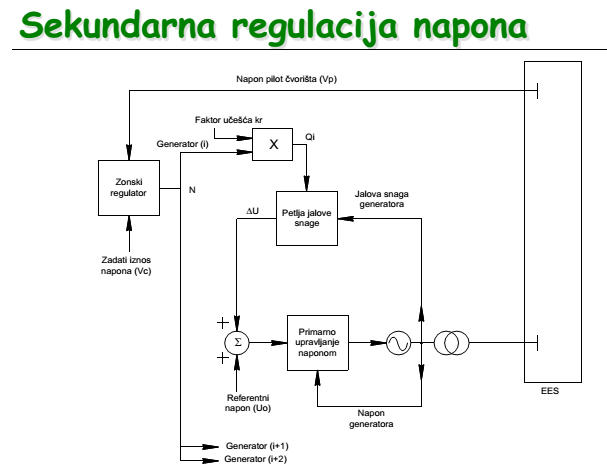 Sekundarna regulacija napona
Napon pilot čvorišta (Vp)
Faktor učešća kr
Generator (i)
X
Qi
Zonski
regulator
N
ΔU
Petlja jalove
snage
Jalova snaga
generatora
Zadati iznos
napona (Vc)
+
Σ
+
Primarno
upravljanje
naponom
Referentni
napon (Uo)
Napon
generatora
EES
Generator (i+1)
Generator (i+2)